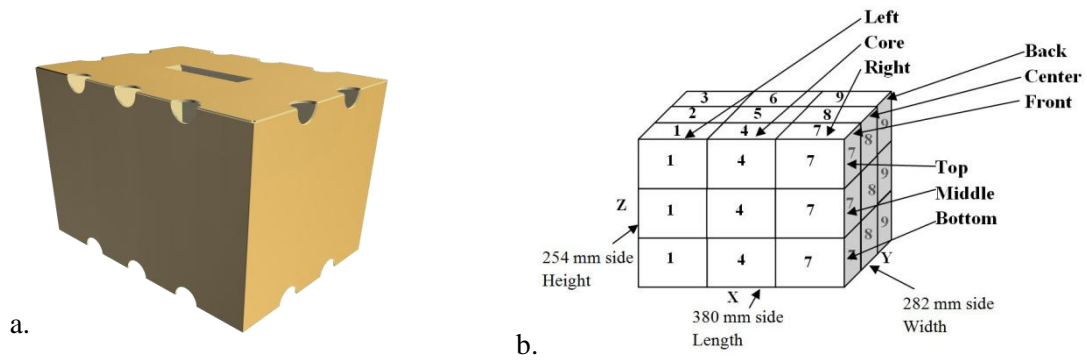 a.
Left
Core
Right
Back
Center
Front
3 6 9
2 5 8
1 4 7
1 4 7
7 8 9
Top
1 4 7
7 8 9
Middle
Z
Bottom
1 4 7
7 8 9
254 mm side
Height
X
Y
380 mm side
Length
282 mm side
Width
b.